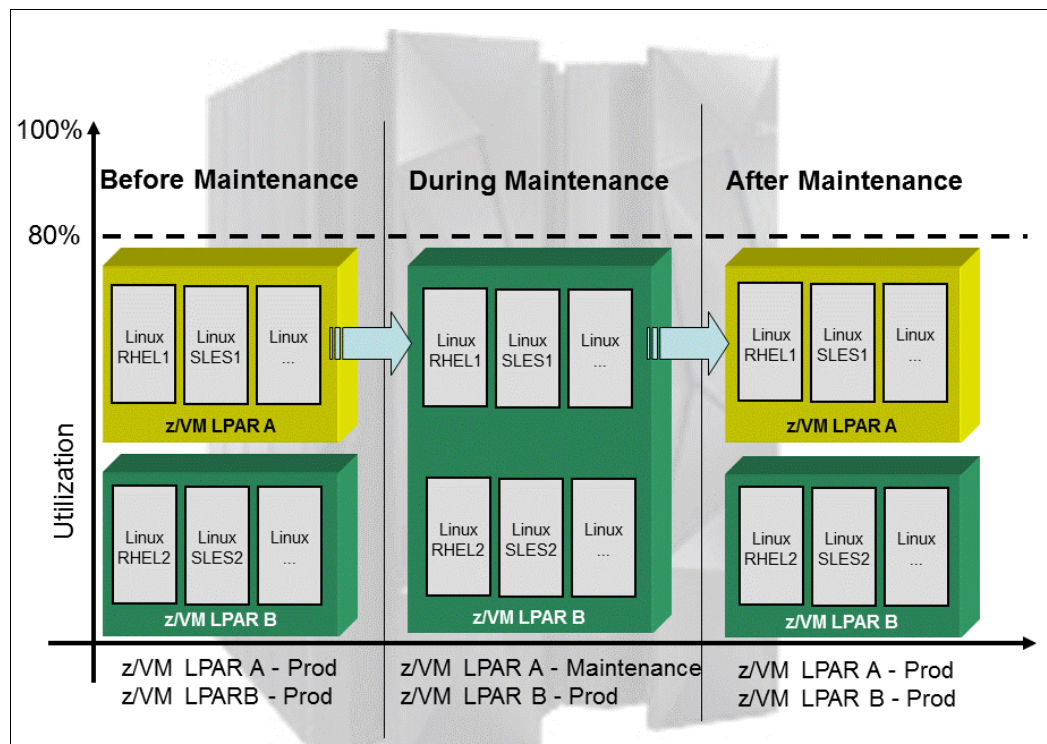 100%
Before Maintenance
During Maintenance
After Maintenance
80%
Utilization
Linux
RHEL1
Linux
SLES1
Linux
...
z/VM LPAR A
Linux
RHEL2
Linux
SLES2
Linux
...
z/VM LPAR B
Linux
RHEL1
Linux
SLES1
Linux
...
Linux
RHEL2
Linux
SLES2
Linux
...
z/VM LPAR B
Linux
RHEL1
Linux
SLES1
Linux
...
z/VM LPAR A
Linux
RHEL2
Linux
SLES2
Linux
...
z/VM LPAR B
z/VM LPAR A - Prod
z/VM LPARB - Prod
z/VM LPAR A - Maintenance
z/VM LPAR B - Prod
z/VM LPAR A - Prod
z/VM LPAR B - Prod